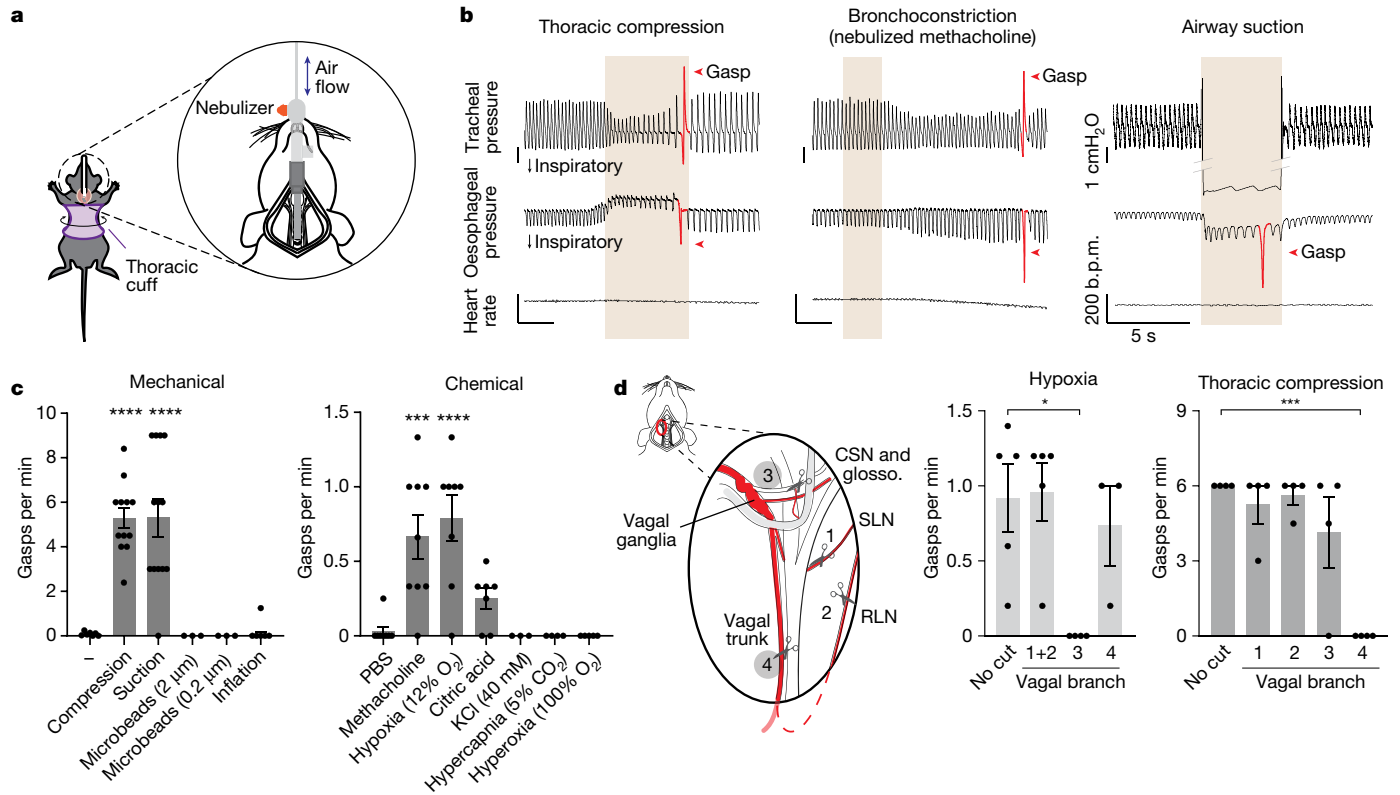 a
Air
flow
Nebulizer
Thoracic
cuff
b
Thoracic compression
Bronchoconstriction
(nebulized methacholine)
Airway suction
Tracheal
pressure
Gasp
Gasp
1 cmH2O
↓ Inspiratory
Oesophageal
pressure
↓ Inspiratory
Gasp
Heart
rate
200 b.p.m.
5 s
c
Mechanical
Gasps per min
10
8
6
4
2
0
****
****
–
Compression
Suction
Microbeads (2 μm)
Microbeads (0.2 μm)
Inflation
Chemical
Gasps per min
1.5
1.0
0.5
0
***
****
PBS
Methacholine
Hypoxia (12% O2)
Citric acid
KCl (40 mM)
Hypercapnia (5% CO2)
Hyperoxia (100% O2)
d
CSN and
glosso.
3
Vagal
ganglia
SLN
1
2
RLN
Vagal
trunk
4
Hypoxia
Gasps per min
1.5
1.0
0.5
0
*
No cut
1+2
3
4
Vagal branch
Thoracic compression
Gasps per min
9
6
3
0
***
No cut
1
2
3
4
Vagal branch